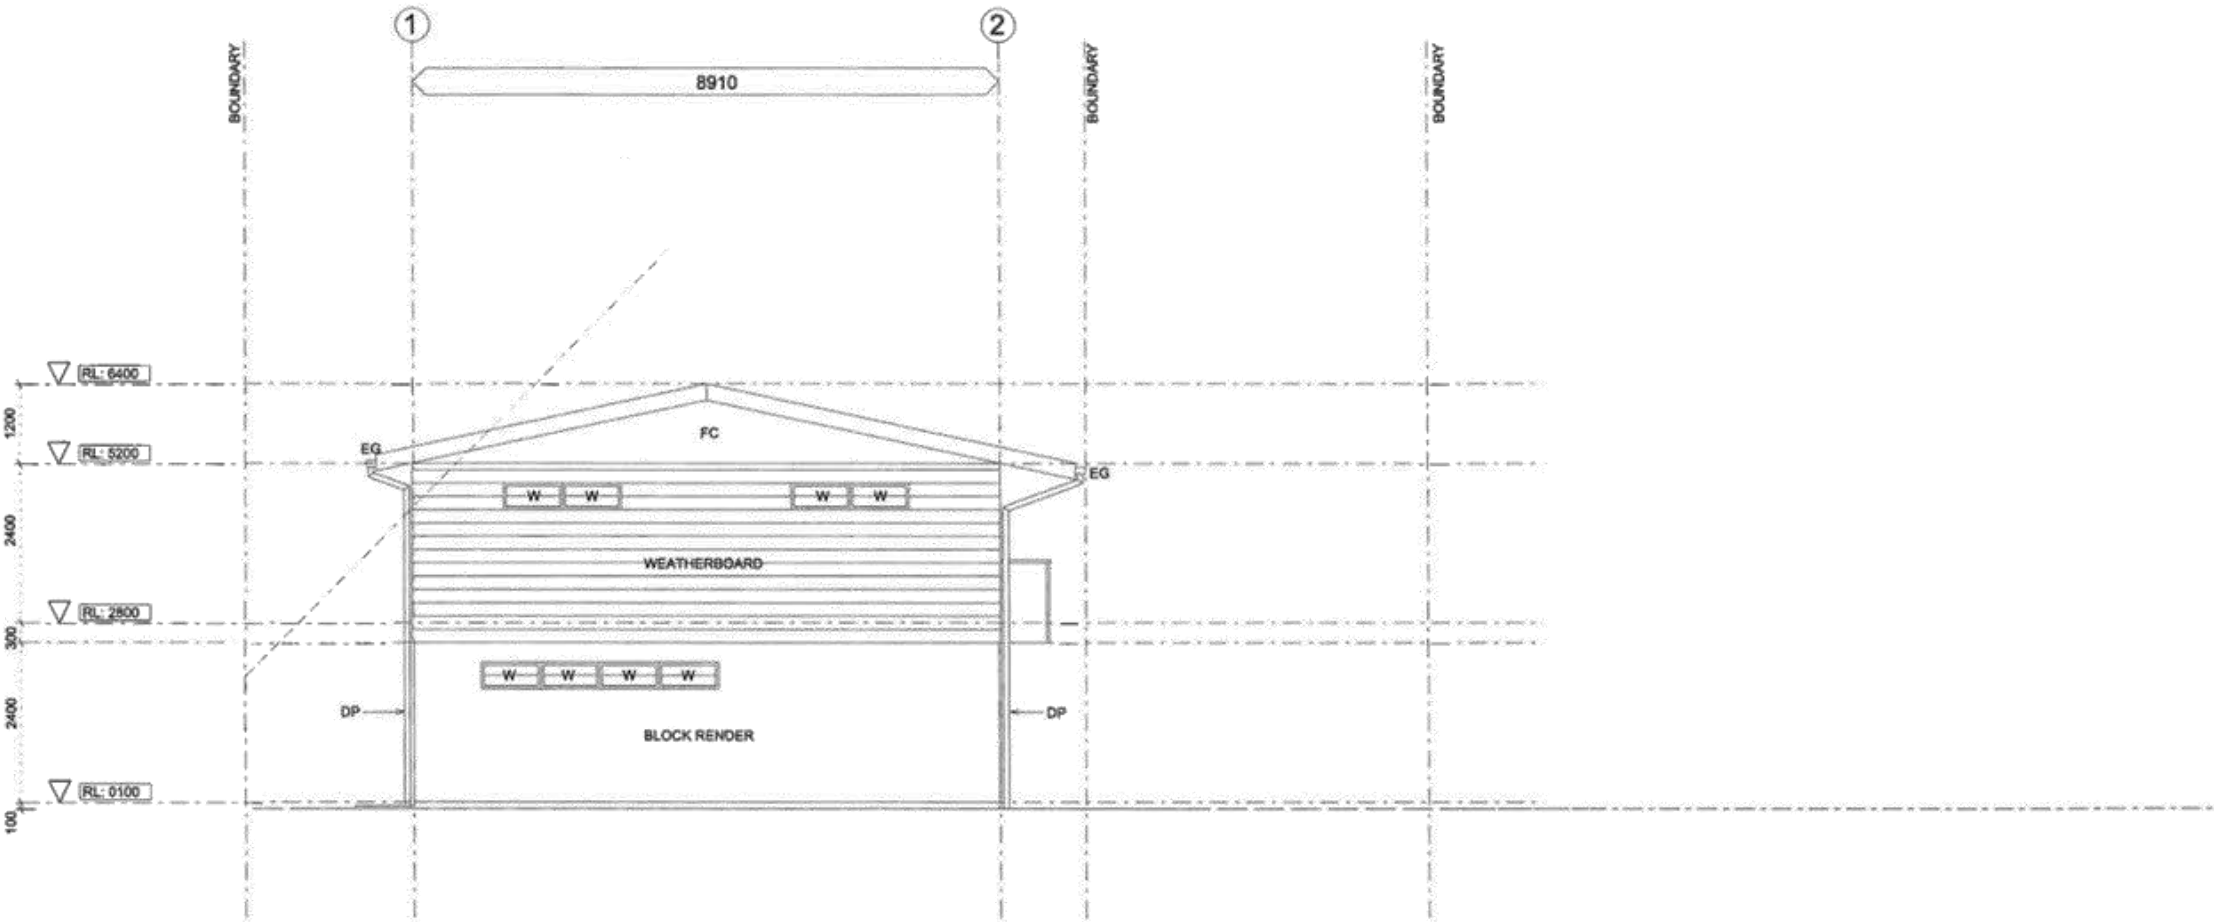 1
2
BOUNDARY
BOUNDARY
BOUNDARY
8910
RL: 6400
1200
EG
RL: 5200
FC
EG
W W W W
2400
WEATHERBOARD
RL: 2800
300
W W W W
2400
DP
DP
BLOCK RENDER
RL: 0100
100